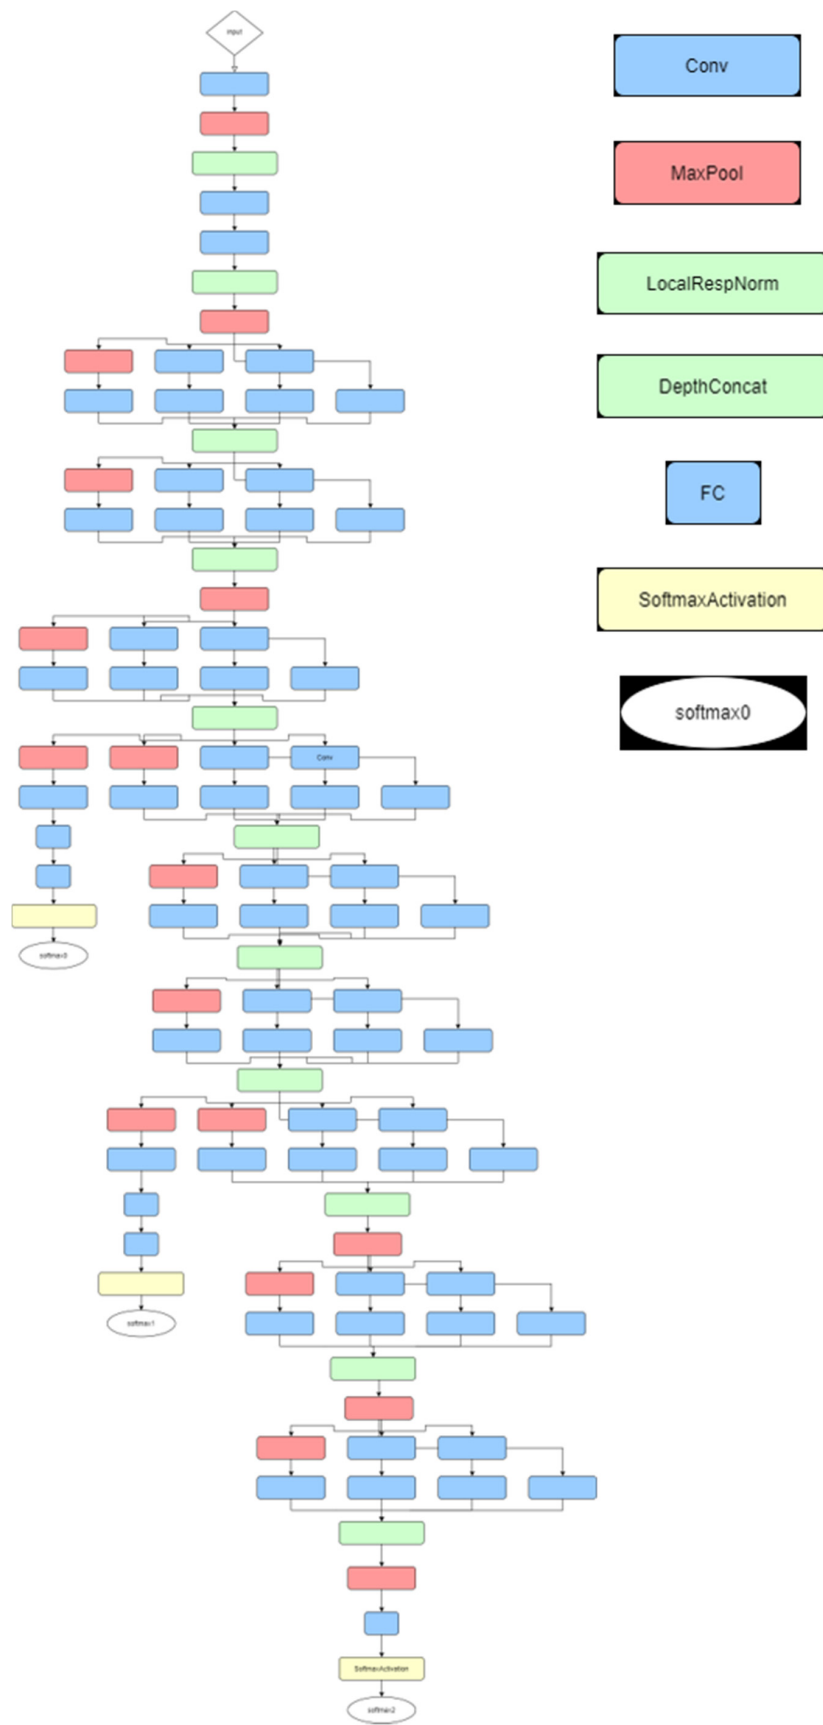 input
Conv
MaxPool
LocalRespNorm
DepthConcat
FC
SoftmaxActivation
softmax0
Conv
softmax0
softmax1
SoftmaxActivation
softmax2